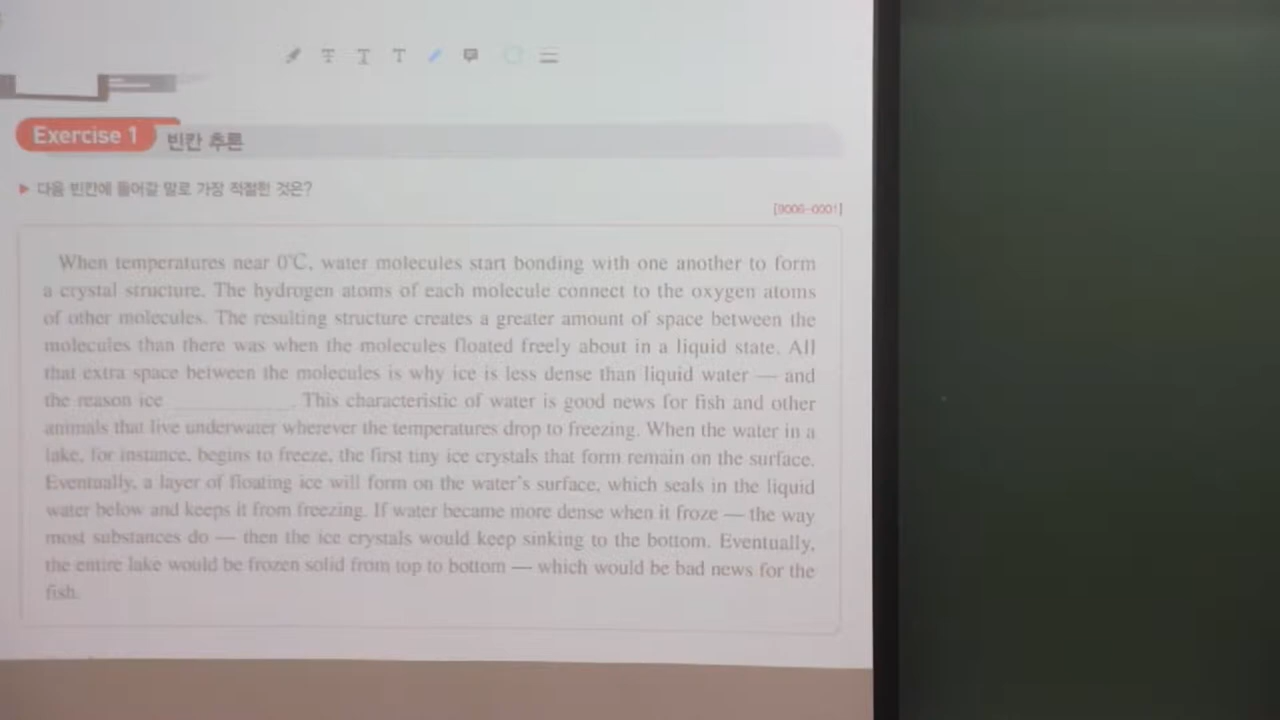 Exercise 1 빈칸 추론
▶ 다음 빈칸에 들어갈 말로 가장 적절한 것은?
[9006-0001]
When temperatures near 0℃, water molecules start bonding with one another to form
a crystal structure. The hydrogen atoms of each molecule connect to the oxygen atoms
of other molecules. The resulting structure creates a greater amount of space between the
molecules than there was when the molecules floated freely about in a liquid state. All
that extra space between the molecules is why ice is less dense than liquid water — and
the reason ice ____________. This characteristic of water is good news for fish and other
animals that live underwater wherever the temperatures drop to freezing. When the water in a
lake, for instance, begins to freeze, the first tiny ice crystals that form remain on the surface.
Eventually, a layer of floating ice will form on the water's surface, which seals in the liquid
water below and keeps it from freezing. If water became more dense when it froze — the way
most substances do — then the ice crystals would keep sinking to the bottom. Eventually,
the entire lake would be frozen solid from top to bottom — which would be bad news for the
fish.